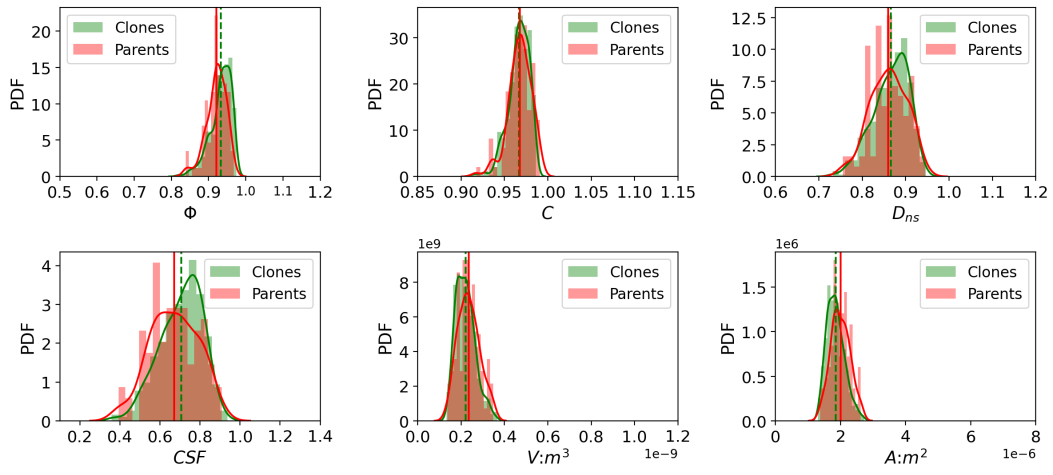 Clones
Parents
PDF
20
15
10
5
0
0.5 0.6 0.7 0.8 0.9 1.0 1.1 1.2
Φ
Clones
Parents
PDF
30
20
10
0
0.85 0.90 0.95 1.00 1.05 1.10 1.15
C
Clones
Parents
PDF
12.5
10.0
7.5
5.0
2.5
0.0
0.6 0.7 0.8 0.9 1.0 1.1 1.2
D_ns
Clones
Parents
PDF
4
3
2
1
0
0.2 0.4 0.6 0.8 1.0 1.2 1.4
CSF
1e9
Clones
Parents
PDF
8
6
4
2
0
0.0 0.2 0.4 0.6 0.8 1.0 1.2
V:m³
1e−9
1e6
Clones
Parents
PDF
1.5
1.0
0.5
0.0
0 2 4 6 8
A:m²
1e−6